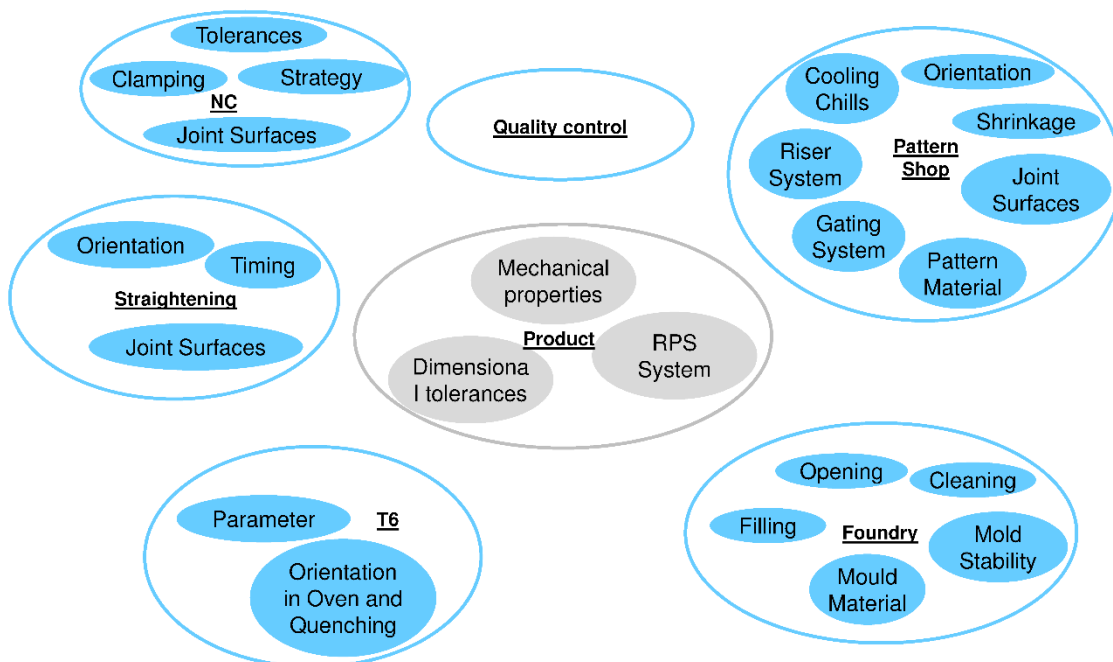 Tolerances
Clamping
Strategy
NC
Joint Surfaces
Quality control
Cooling
Chills
Orientation
Shrinkage
Riser
System
Pattern
Shop
Joint
Surfaces
Gating
System
Pattern
Material
Orientation
Timing
Straightening
Joint Surfaces
Mechanical
properties
Product
RPS
System
Dimensiona
l tolerances
Parameter
T6
Orientation
in Oven and
Quenching
Opening
Cleaning
Filling
Foundry
Mold
Stability
Mould
Material